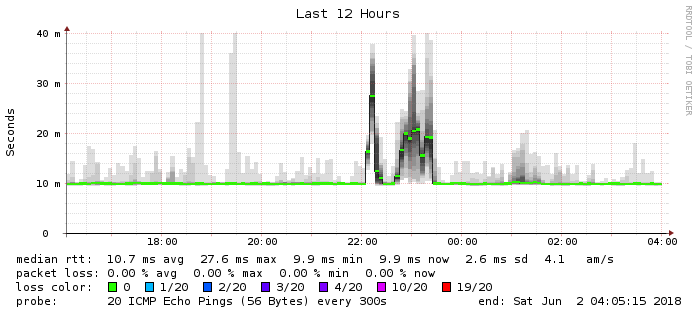 Last 12 Hours
RRDTOOL / TOBI OETIKER
Seconds
40 m
30 m
20 m
10 m
0
18:00 20:00 22:00 00:00 02:00 04:00
median rtt: 10.7 ms avg 27.6 ms max 9.9 ms min 9.9 ms now 2.6 ms sd 4.1 am/s
packet loss: 0.00 % avg 0.00 % max 0.00 % min 0.00 % now
loss color: 0 1/20 2/20 3/20 4/20 10/20 19/20
probe: 20 ICMP Echo Pings (56 Bytes) every 300s end: Sat Jun 2 04:05:15 2018